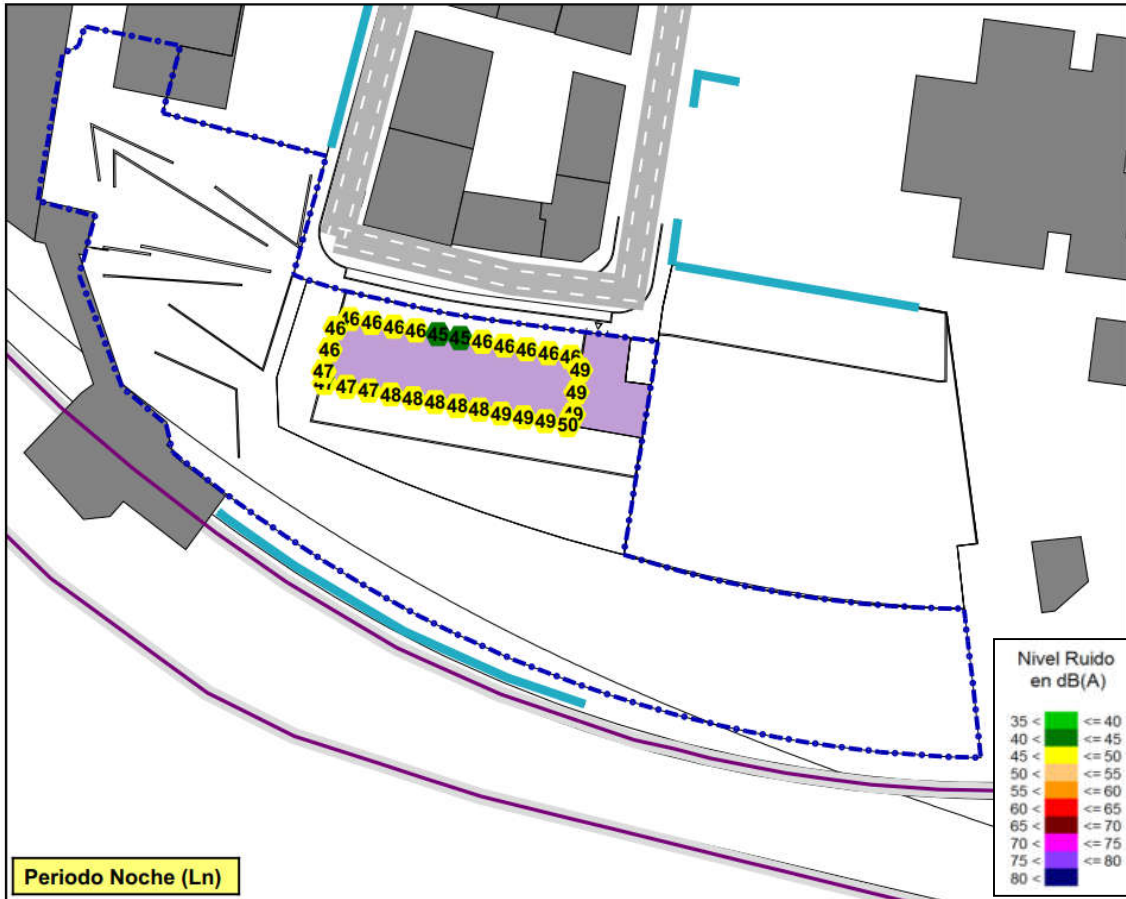 46 46 46 46 45 45 46 46 46 46 46
46 49
46 49
47 49
47 47 47 48 48 48 48 48 49 49 49 50
Nivel Ruido
en dB(A)
35 < <= 40
40 < <= 45
45 < <= 50
50 < <= 55
55 < <= 60
60 < <= 65
65 < <= 70
70 < <= 75
75 < <= 80
80 <
Periodo Noche (Ln)